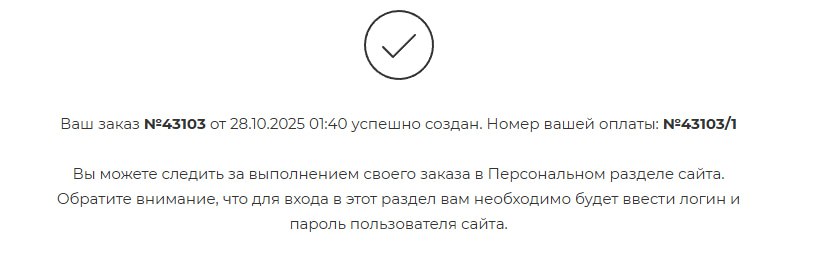 Ваш заказ №43103 от 28.10.2025 01:40 успешно создан. Номер вашей оплаты: №43103/1
Вы можете следить за выполнением своего заказа в Персональном разделе сайта.
Обратите внимание, что для входа в этот раздел вам необходимо будет ввести логин и
пароль пользователя сайта.